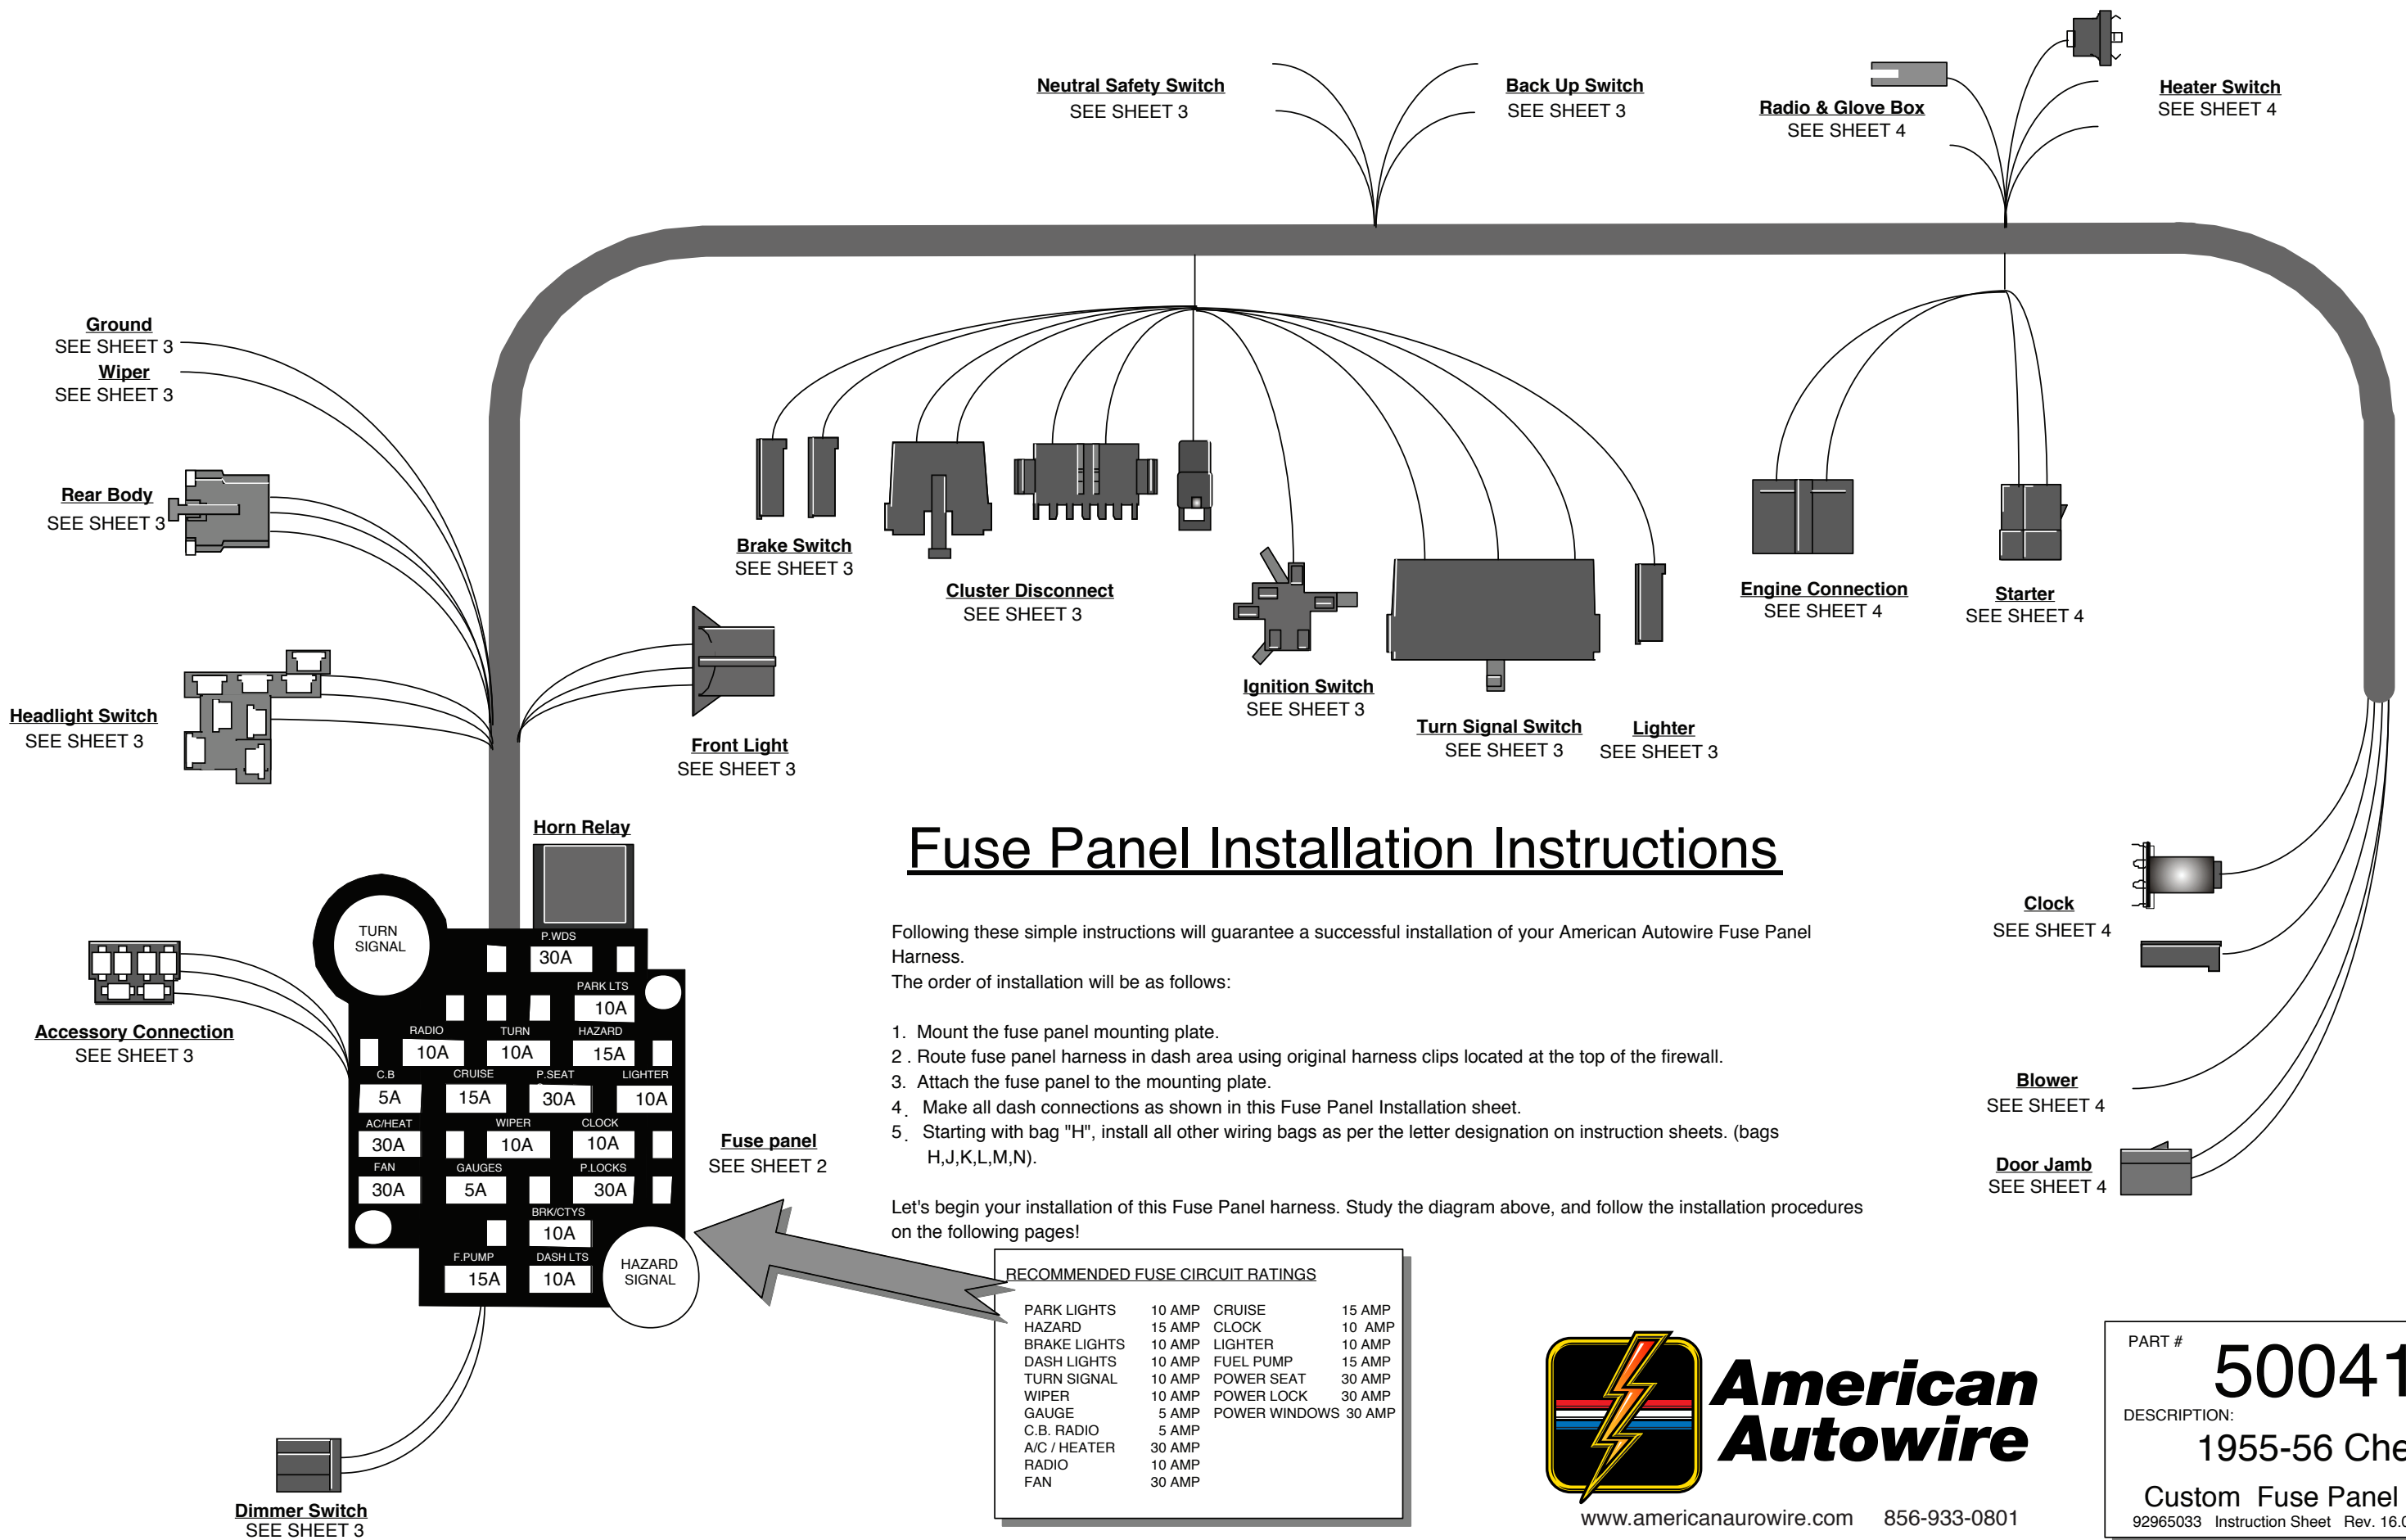 Neutral Safety Switch
SEE SHEET 3
Back Up Switch
SEE SHEET 3
Radio & Glove Box
SEE SHEET 4
Heater Switch
SEE SHEET 4
Ground
SEE SHEET 3
Wiper
SEE SHEET 3
Rear Body
SEE SHEET 3
Headlight Switch
SEE SHEET 3
Front Light
SEE SHEET 3
Brake Switch
SEE SHEET 3
Cluster Disconnect
SEE SHEET 3
Ignition Switch
SEE SHEET 3
Turn Signal Switch
SEE SHEET 3
Lighter
SEE SHEET 3
Engine Connection
SEE SHEET 4
Starter
SEE SHEET 4
Horn Relay
TURN
SIGNAL
P.WDS
30A
PARK LTS
10A
RADIO TURN HAZARD
10A 10A 15A
C.B CRUISE P.SEAT LIGHTER
5A 15A 30A 10A
AC/HEAT WIPER CLOCK
30A 10A 10A
FAN GAUGES P.LOCKS
30A 5A 30A
BRK/CTYS
10A
F.PUMP DASH LTS
15A 10A
HAZARD
SIGNAL
Accessory Connection
SEE SHEET 3
Fuse panel
SEE SHEET 2
Dimmer Switch
SEE SHEET 3
Fuse Panel Installation Instructions
Following these simple instructions will guarantee a successful installation of your American Autowire Fuse Panel
Harness.
The order of installation will be as follows:
1. Mount the fuse panel mounting plate.
2 . Route fuse panel harness in dash area using original harness clips located at the top of the firewall.
3. Attach the fuse panel to the mounting plate.
4. Make all dash connections as shown in this Fuse Panel Installation sheet.
5. Starting with bag "H", install all other wiring bags as per the letter designation on instruction sheets. (bags
H,J,K,L,M,N).
Let's begin your installation of this Fuse Panel harness. Study the diagram above, and follow the installation procedures
on the following pages!
Clock
SEE SHEET 4
Blower
SEE SHEET 4
Door Jamb
SEE SHEET 4
RECOMMENDED FUSE CIRCUIT RATINGS
PARK LIGHTS 10 AMP CRUISE 15 AMP
HAZARD 15 AMP CLOCK 10 AMP
BRAKE LIGHTS 10 AMP LIGHTER 10 AMP
DASH LIGHTS 10 AMP FUEL PUMP 15 AMP
TURN SIGNAL 10 AMP POWER SEAT 30 AMP
WIPER 10 AMP POWER LOCK 30 AMP
GAUGE 5 AMP POWER WINDOWS 30 AMP
C.B. RADIO 5 AMP
A/C / HEATER 30 AMP
RADIO 10 AMP
FAN 30 AMP
American
Autowire
www.americanaurowire.com 856-933-0801
PART #
50041
DESCRIPTION:
1955-56 Che
Custom Fuse Panel
92965033 Instruction Sheet Rev. 16.0